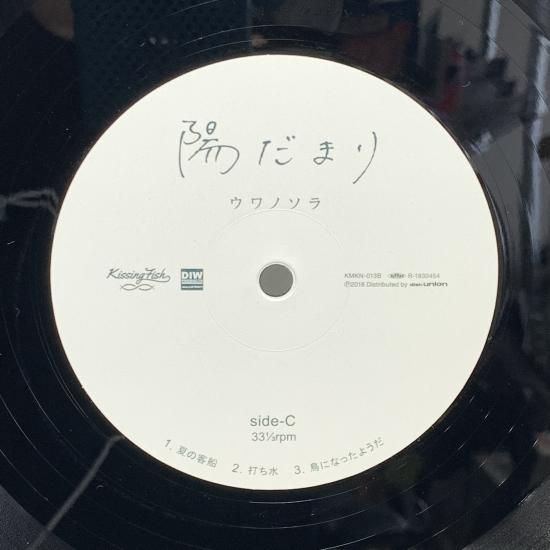 陽だまり
ウワノソラ
Kissing Fish
DIW
KMKN-013B R-1833454
℗2018 Distributed by disk union
side-C
33⅓rpm
1. 夏の客船 2. 打ち水 3. 鳥になったようだ